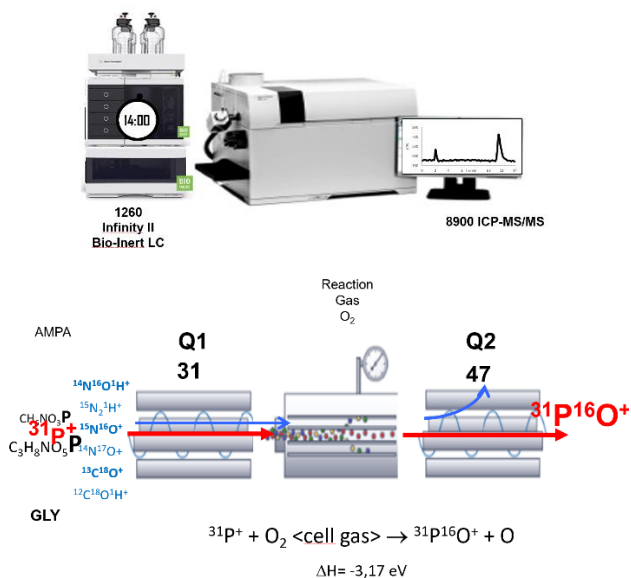 14:00
BIO
BIO
1260
Infinity II
Bio-Inert LC
8900 ICP-MS/MS
Reaction
Gas
O₂
AMPA
Q1
Q2
31
47
¹⁴N¹⁶O¹H⁺
¹⁵N₂¹H⁺
³¹P¹⁶O⁺
¹⁵N¹⁶O⁺
³¹P⁺
C₃H₈NO₅P
¹⁴N¹⁷O⁺
¹³C¹⁸O⁺
¹²C¹⁸O¹H⁺
GLY
³¹P⁺ + O₂ <cell gas> → ³¹P¹⁶O⁺ + O
ΔH= -3,17 eV